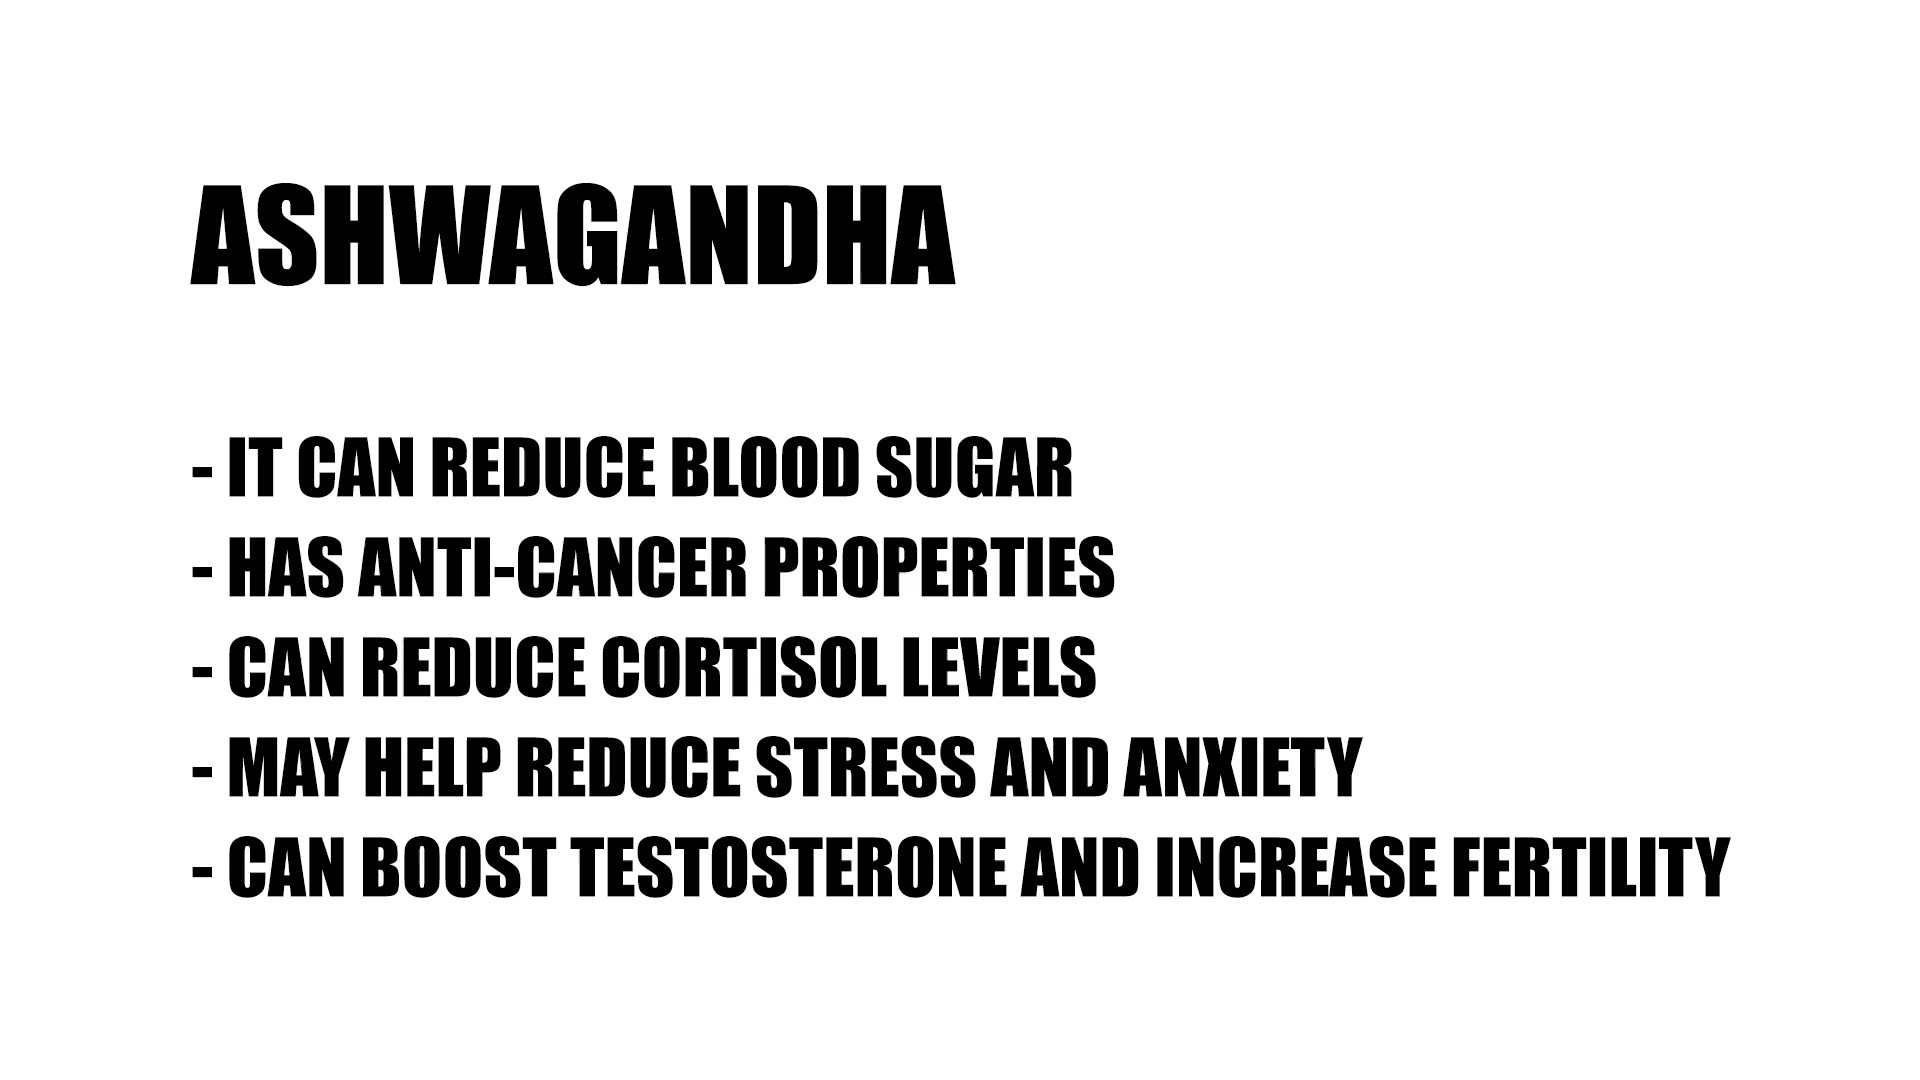 ASHWAGANDHA
- IT CAN REDUCE BLOOD SUGAR
- HAS ANTI-CANCER PROPERTIES
- CAN REDUCE CORTISOL LEVELS
- MAY HELP REDUCE STRESS AND ANXIETY
- CAN BOOST TESTOSTERONE AND INCREASE FERTILITY